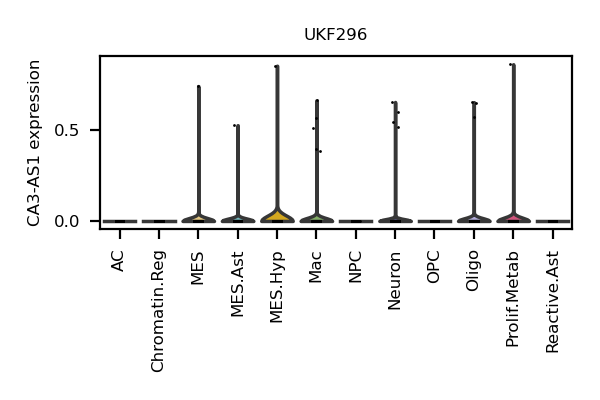 UKF296
CA3-AS1 expression
0.5
0.0
AC
Chromatin.Reg
MES
MES.Ast
MES.Hyp
Mac
NPC
Neuron
OPC
Oligo
Prolif.Metab
Reactive.Ast